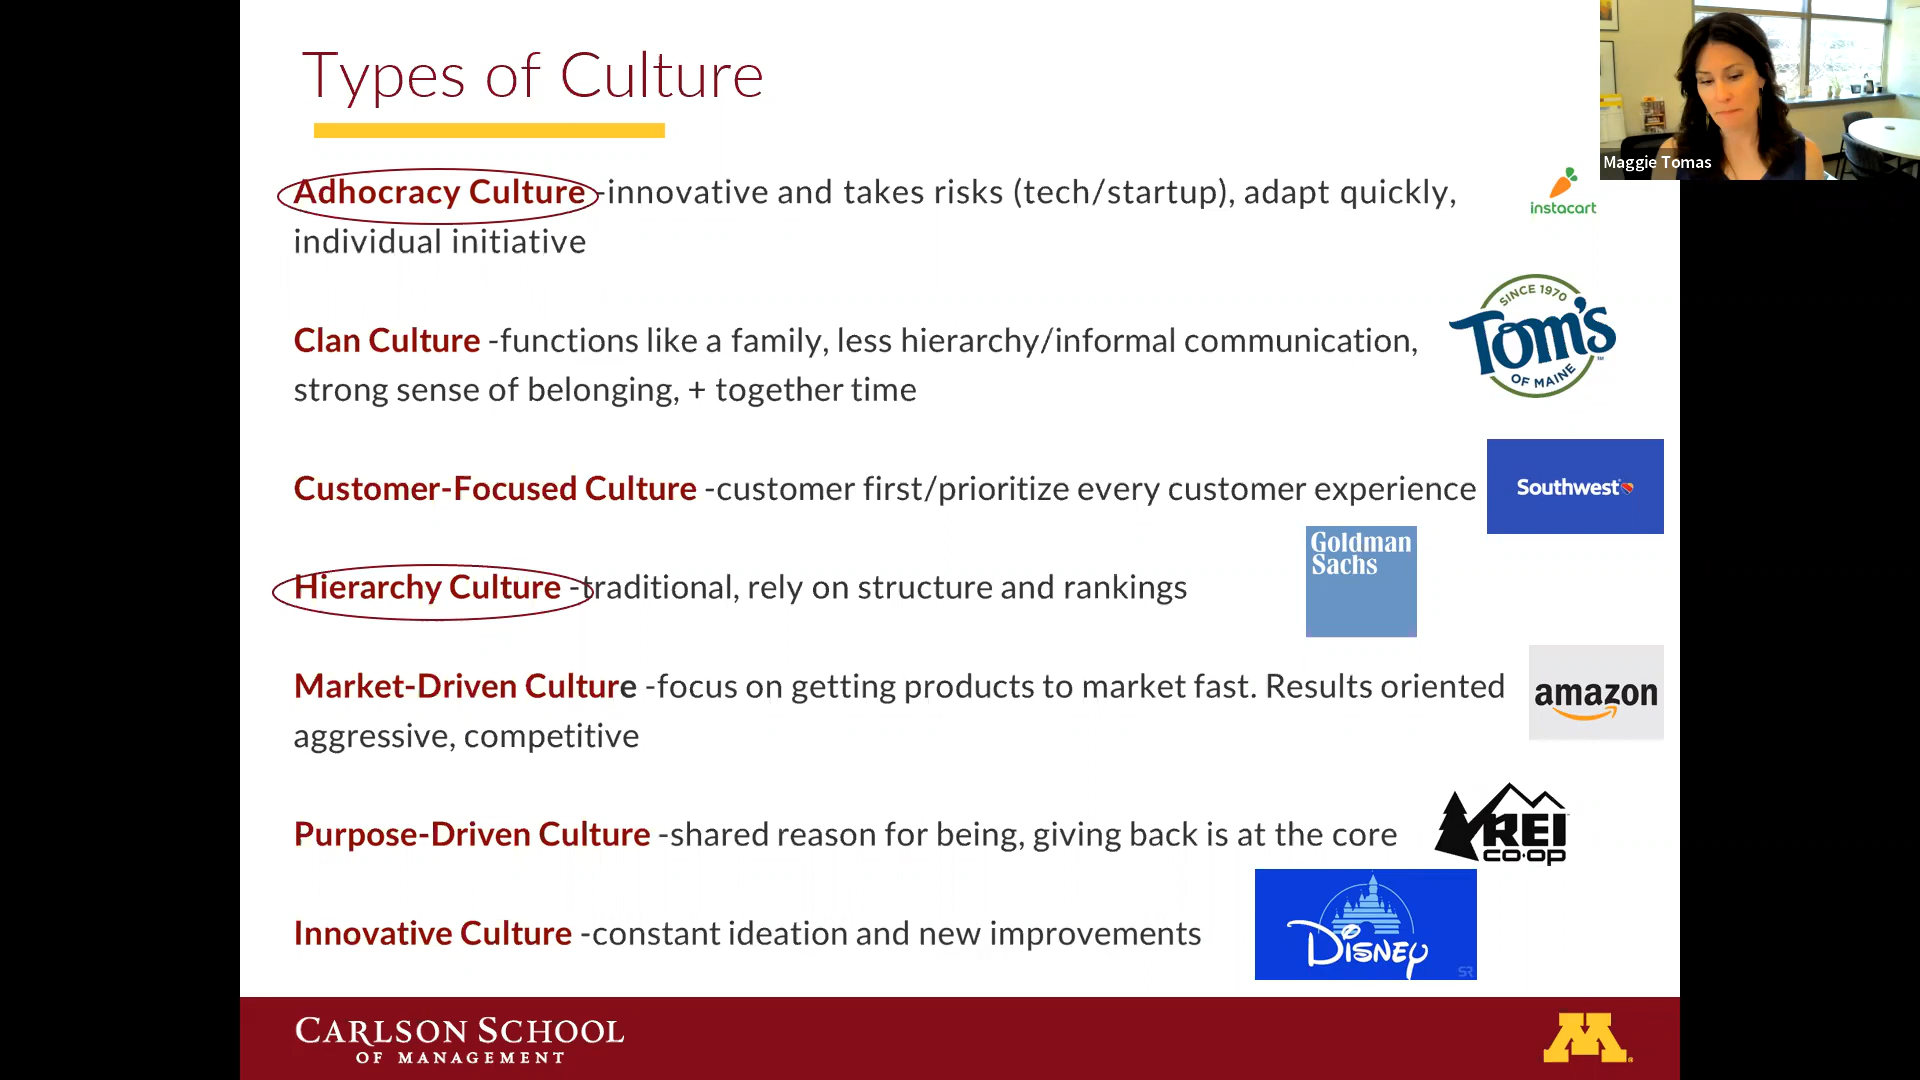 Types of Culture
Maggie Tomas
Adhocracy Culture -innovative and takes risks (tech/startup), adapt quickly,
individual initiative
instacart
Clan Culture -functions like a family, less hierarchy/informal communication,
strong sense of belonging, + together time
SINCE 1970
TOM'S
OF MAINE
Customer-Focused Culture -customer first/prioritize every customer experience
Southwest
Hierarchy Culture -traditional, rely on structure and rankings
Goldman
Sachs
Market-Driven Culture -focus on getting products to market fast. Results oriented
aggressive, competitive
amazon
Purpose-Driven Culture -shared reason for being, giving back is at the core
REI
CO·OP
Innovative Culture -constant ideation and new improvements
DISNEY
SR
CARLSON SCHOOL
OF MANAGEMENT
M